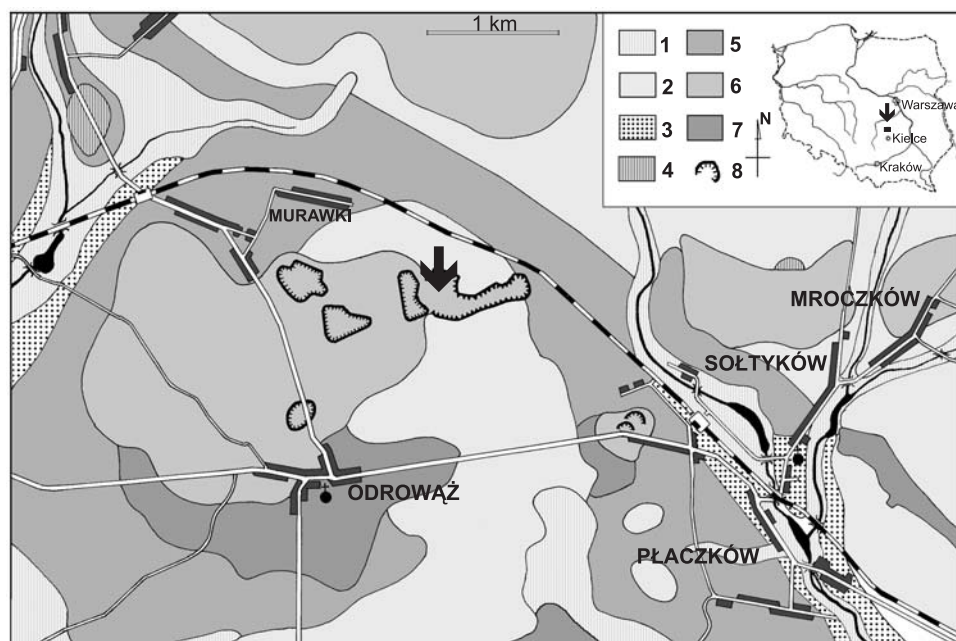 1 km
1
5
2
6
3
7
4
8
N
Warszawa
Kielce
Kraków
MURAWKI
MROCZKÓW
SOŁTYKÓW
ODROWĄŻ
PŁACZKÓW